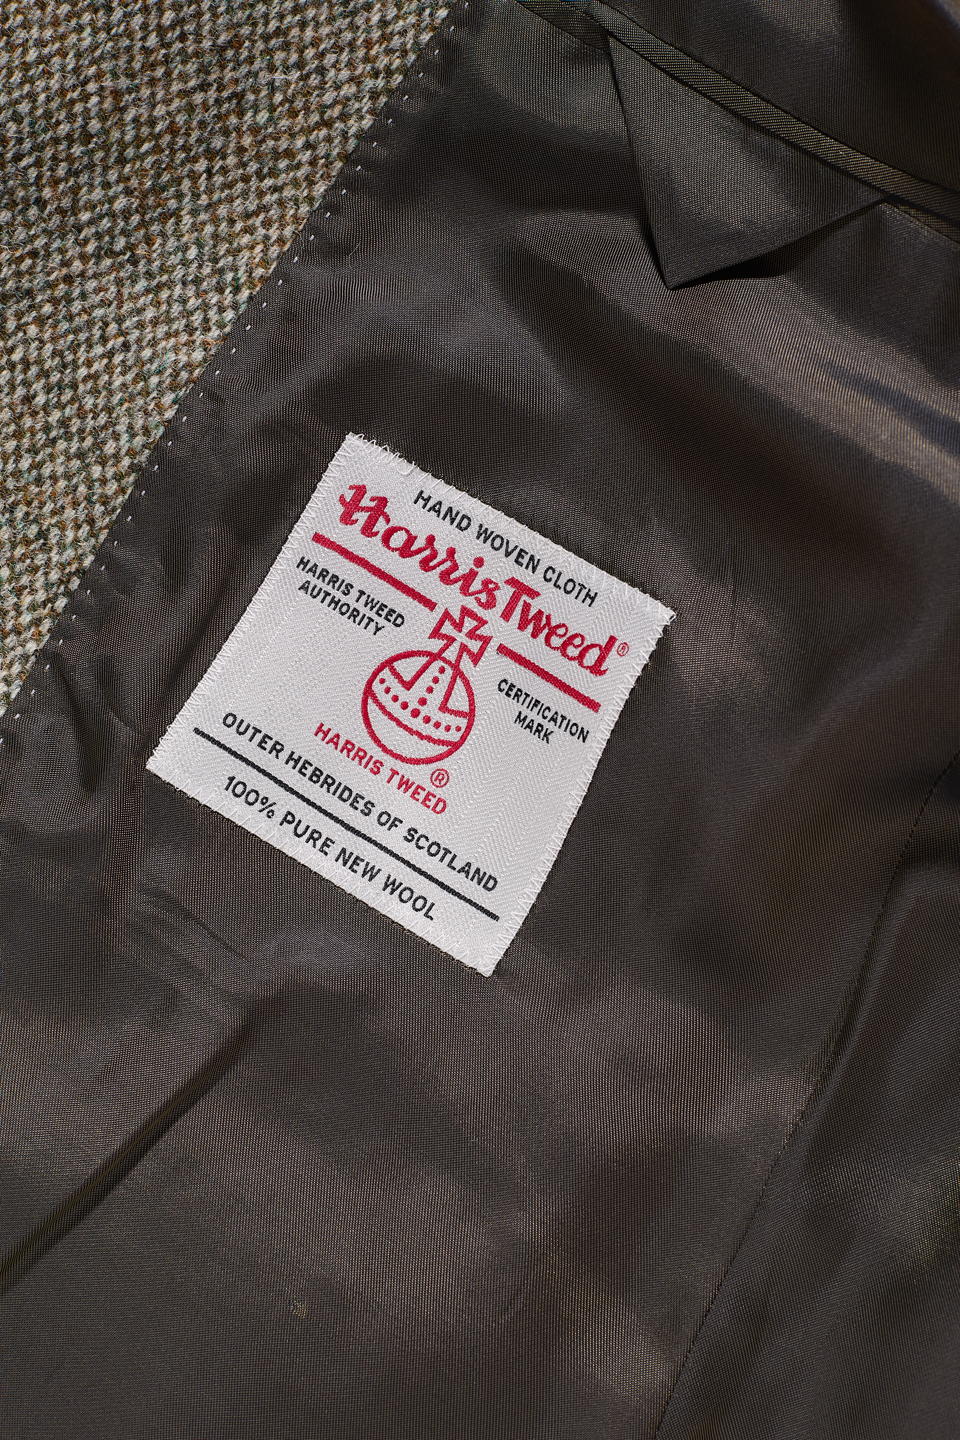 HAND WOVEN CLOTH
Harris Tweed®
HARRIS TWEED
AUTHORITY
CERTIFICATION
MARK
HARRIS TWEED®
OUTER HEBRIDES OF SCOTLAND
100% PURE NEW WOOL